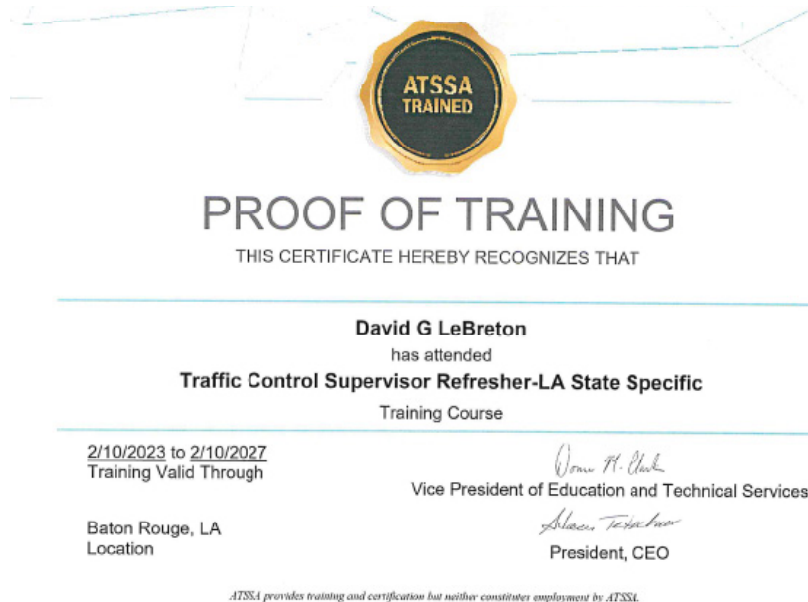 ATSSA
TRAINED
PROOF OF TRAINING
THIS CERTIFICATE HEREBY RECOGNIZES THAT
David G LeBreton
has attended
Traffic Control Supervisor Refresher-LA State Specific
Training Course
2/10/2023 to 2/10/2027
Training Valid Through
Vice President of Education and Technical Services
Baton Rouge, LA
Location
President, CEO
ATSSA provides training and certification but neither constitutes employment by ATSSA.